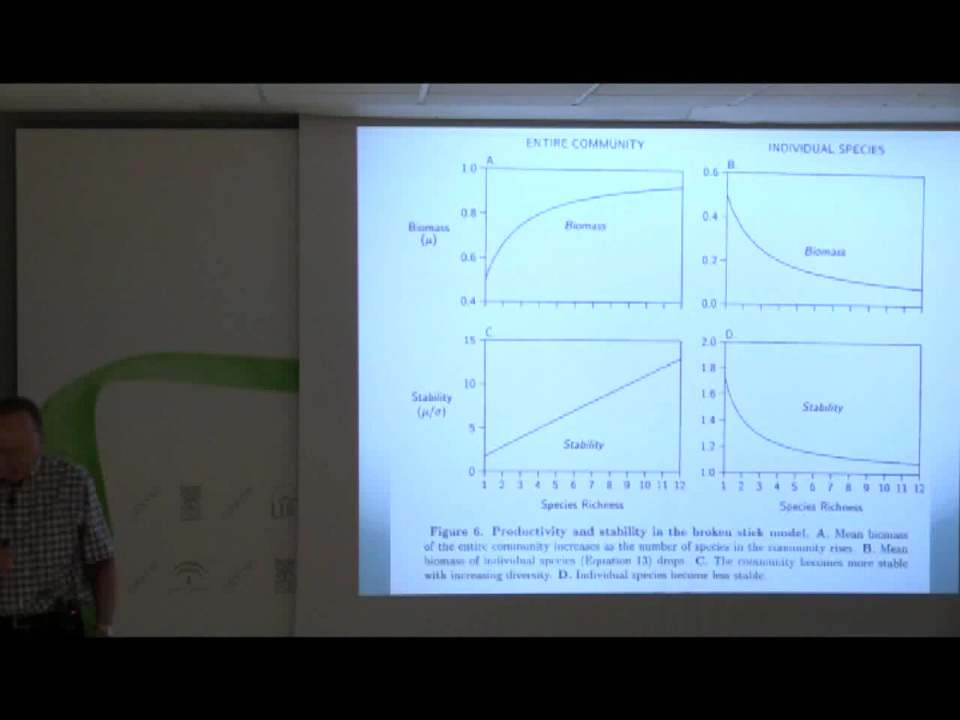 ENTIRE COMMUNITY
INDIVIDUAL SPECIES
A.
1.0
0.8
0.6
0.4
Biomass
(μ)
Biomass
B.
0.6
0.4
0.2
0.0
Biomass
C.
15
10
5
0
Stability
(μ/σ)
Stability
1 2 3 4 5 6 7 8 9 10 11 12
Species Richness
D.
2.0
1.8
1.6
1.4
1.2
1.0
Stability
1 2 3 4 5 6 7 8 9 10 11 12
Species Richness
Figure 6. Productivity and stability in the broken stick model. A. Mean biomass
of the entire community increases as the number of species in the community rises. B. Mean
biomass of individual species (Equation 13) drops. C. The community becomes more stable
with increasing diversity. D. Individual species become less stable.